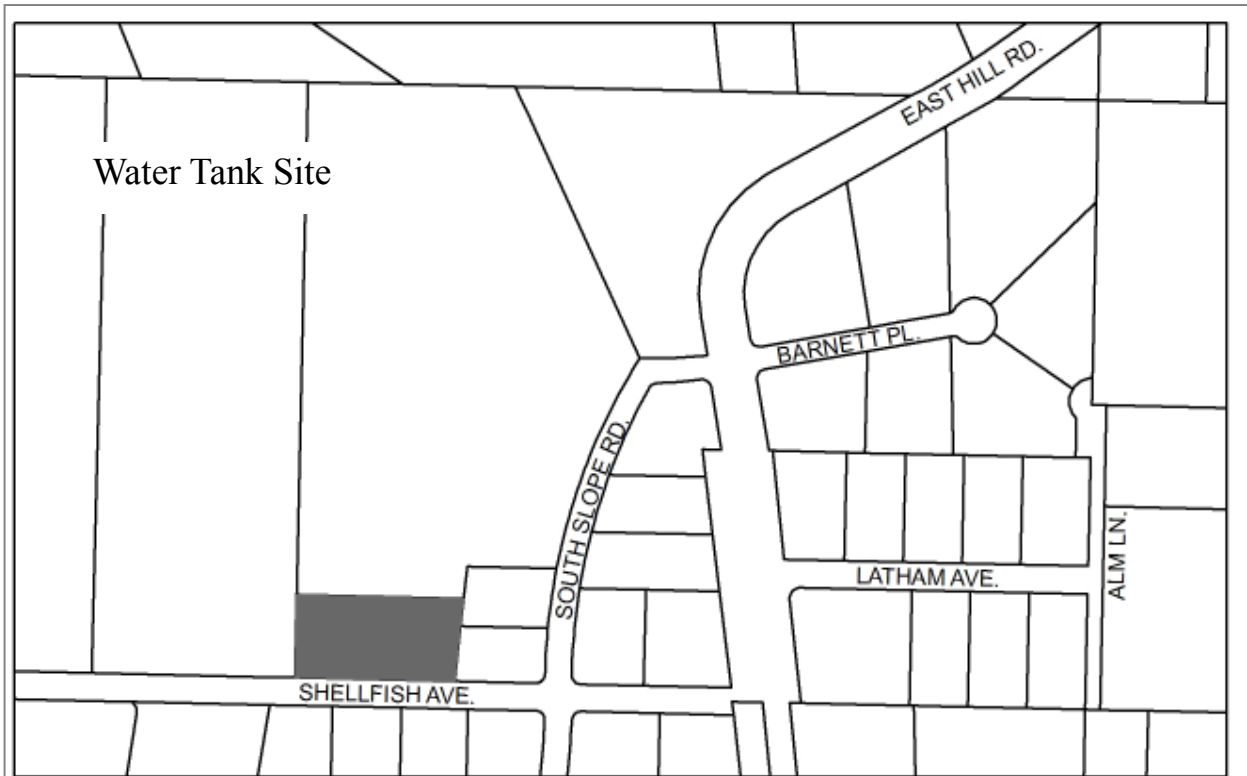 EAST HILL RD.
Water Tank Site
BARNETT PL.
SOUTH SLOPE RD.
ALM LN.
LATHAM AVE.
SHELLFISH AVE.